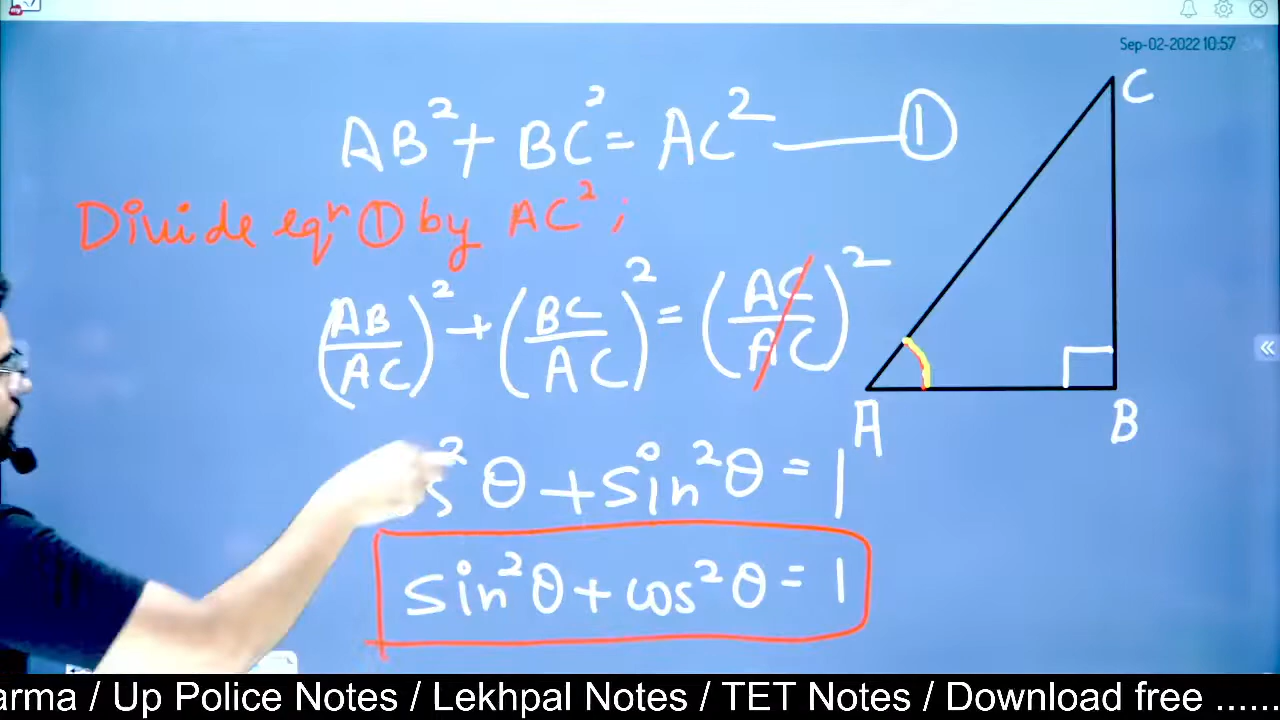 Sep-02-2022 10:57
AB² + BC² = AC² —— ①
C
Divide eqⁿ ① by AC² ;
(AB/AC)² + (BC/AC)² = (AC/AC)²
A
B
s²θ + sin²θ = 1
sin²θ + cos²θ = 1
arma / Up Police Notes / Lekhpal Notes / TET Notes / Download free ......